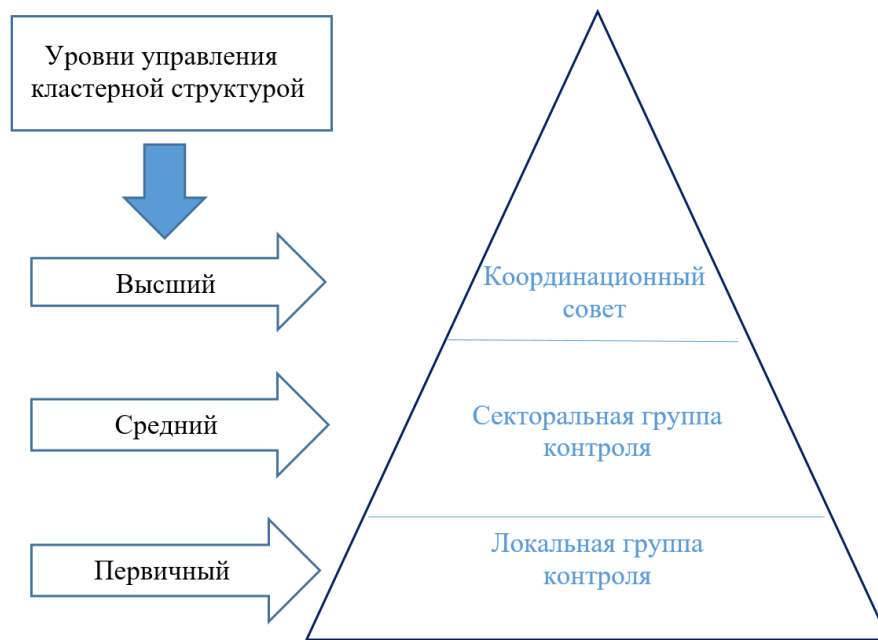 Уровни управления
кластерной структурой
Высший
Координационный
совет
Средний
Секторальная группа
контроля
Первичный
Локальная группа
контроля